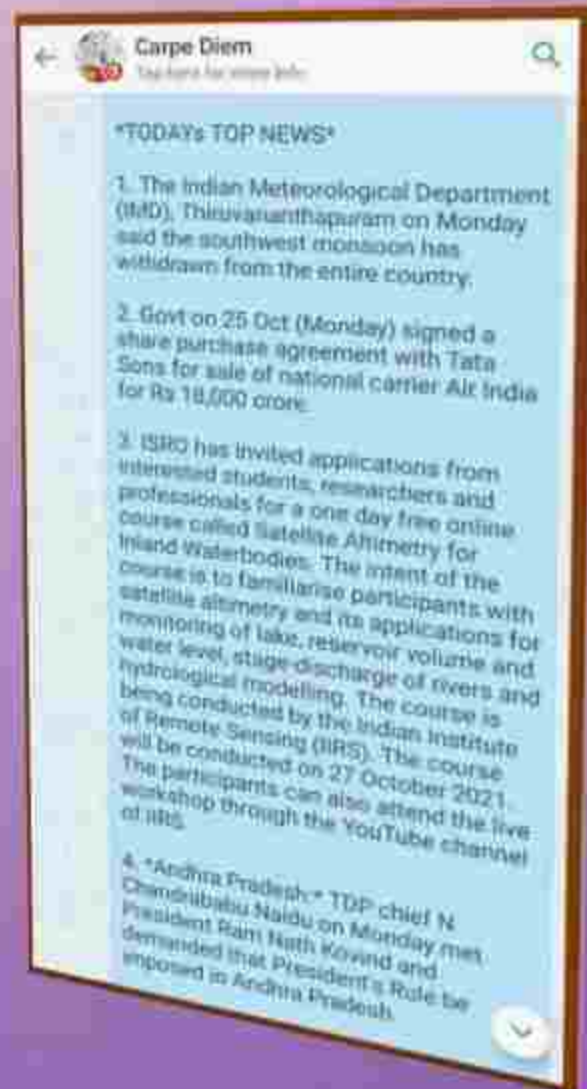 Carpe Diem
Tap here for more info
*TODAYs TOP NEWS*
1. The Indian Meteorological Department
(IMD), Thiruvananthapuram on Monday
said the southwest monsoon has
withdrawn from the entire country.
2. Govt on 25 Oct (Monday) signed a
share purchase agreement with Tata
Sons for sale of national carrier Air India
for Rs 18,000 crore.
3. ISRO has invited applications from
interested students, researchers and
professionals for a one day free online
course called Satellite Altimetry for
Inland Waterbodies. The intent of the
course is to familiarise participants with
satellite altimetry and its applications for
monitoring of lake, reservoir volume and
water level, stage-discharge of rivers and
hydrological modelling. The course is
being conducted by the Indian Institute
of Remote Sensing (IIRS). The course
will be conducted on 27 October 2021.
The participants can also attend the live
workshop through the YouTube channel
of IIRS.
4. *Andhra Pradesh:* TDP chief N
Chandrababu Naidu on Monday met
President Ram Nath Kovind and
demanded that President's Rule be
imposed in Andhra Pradesh.